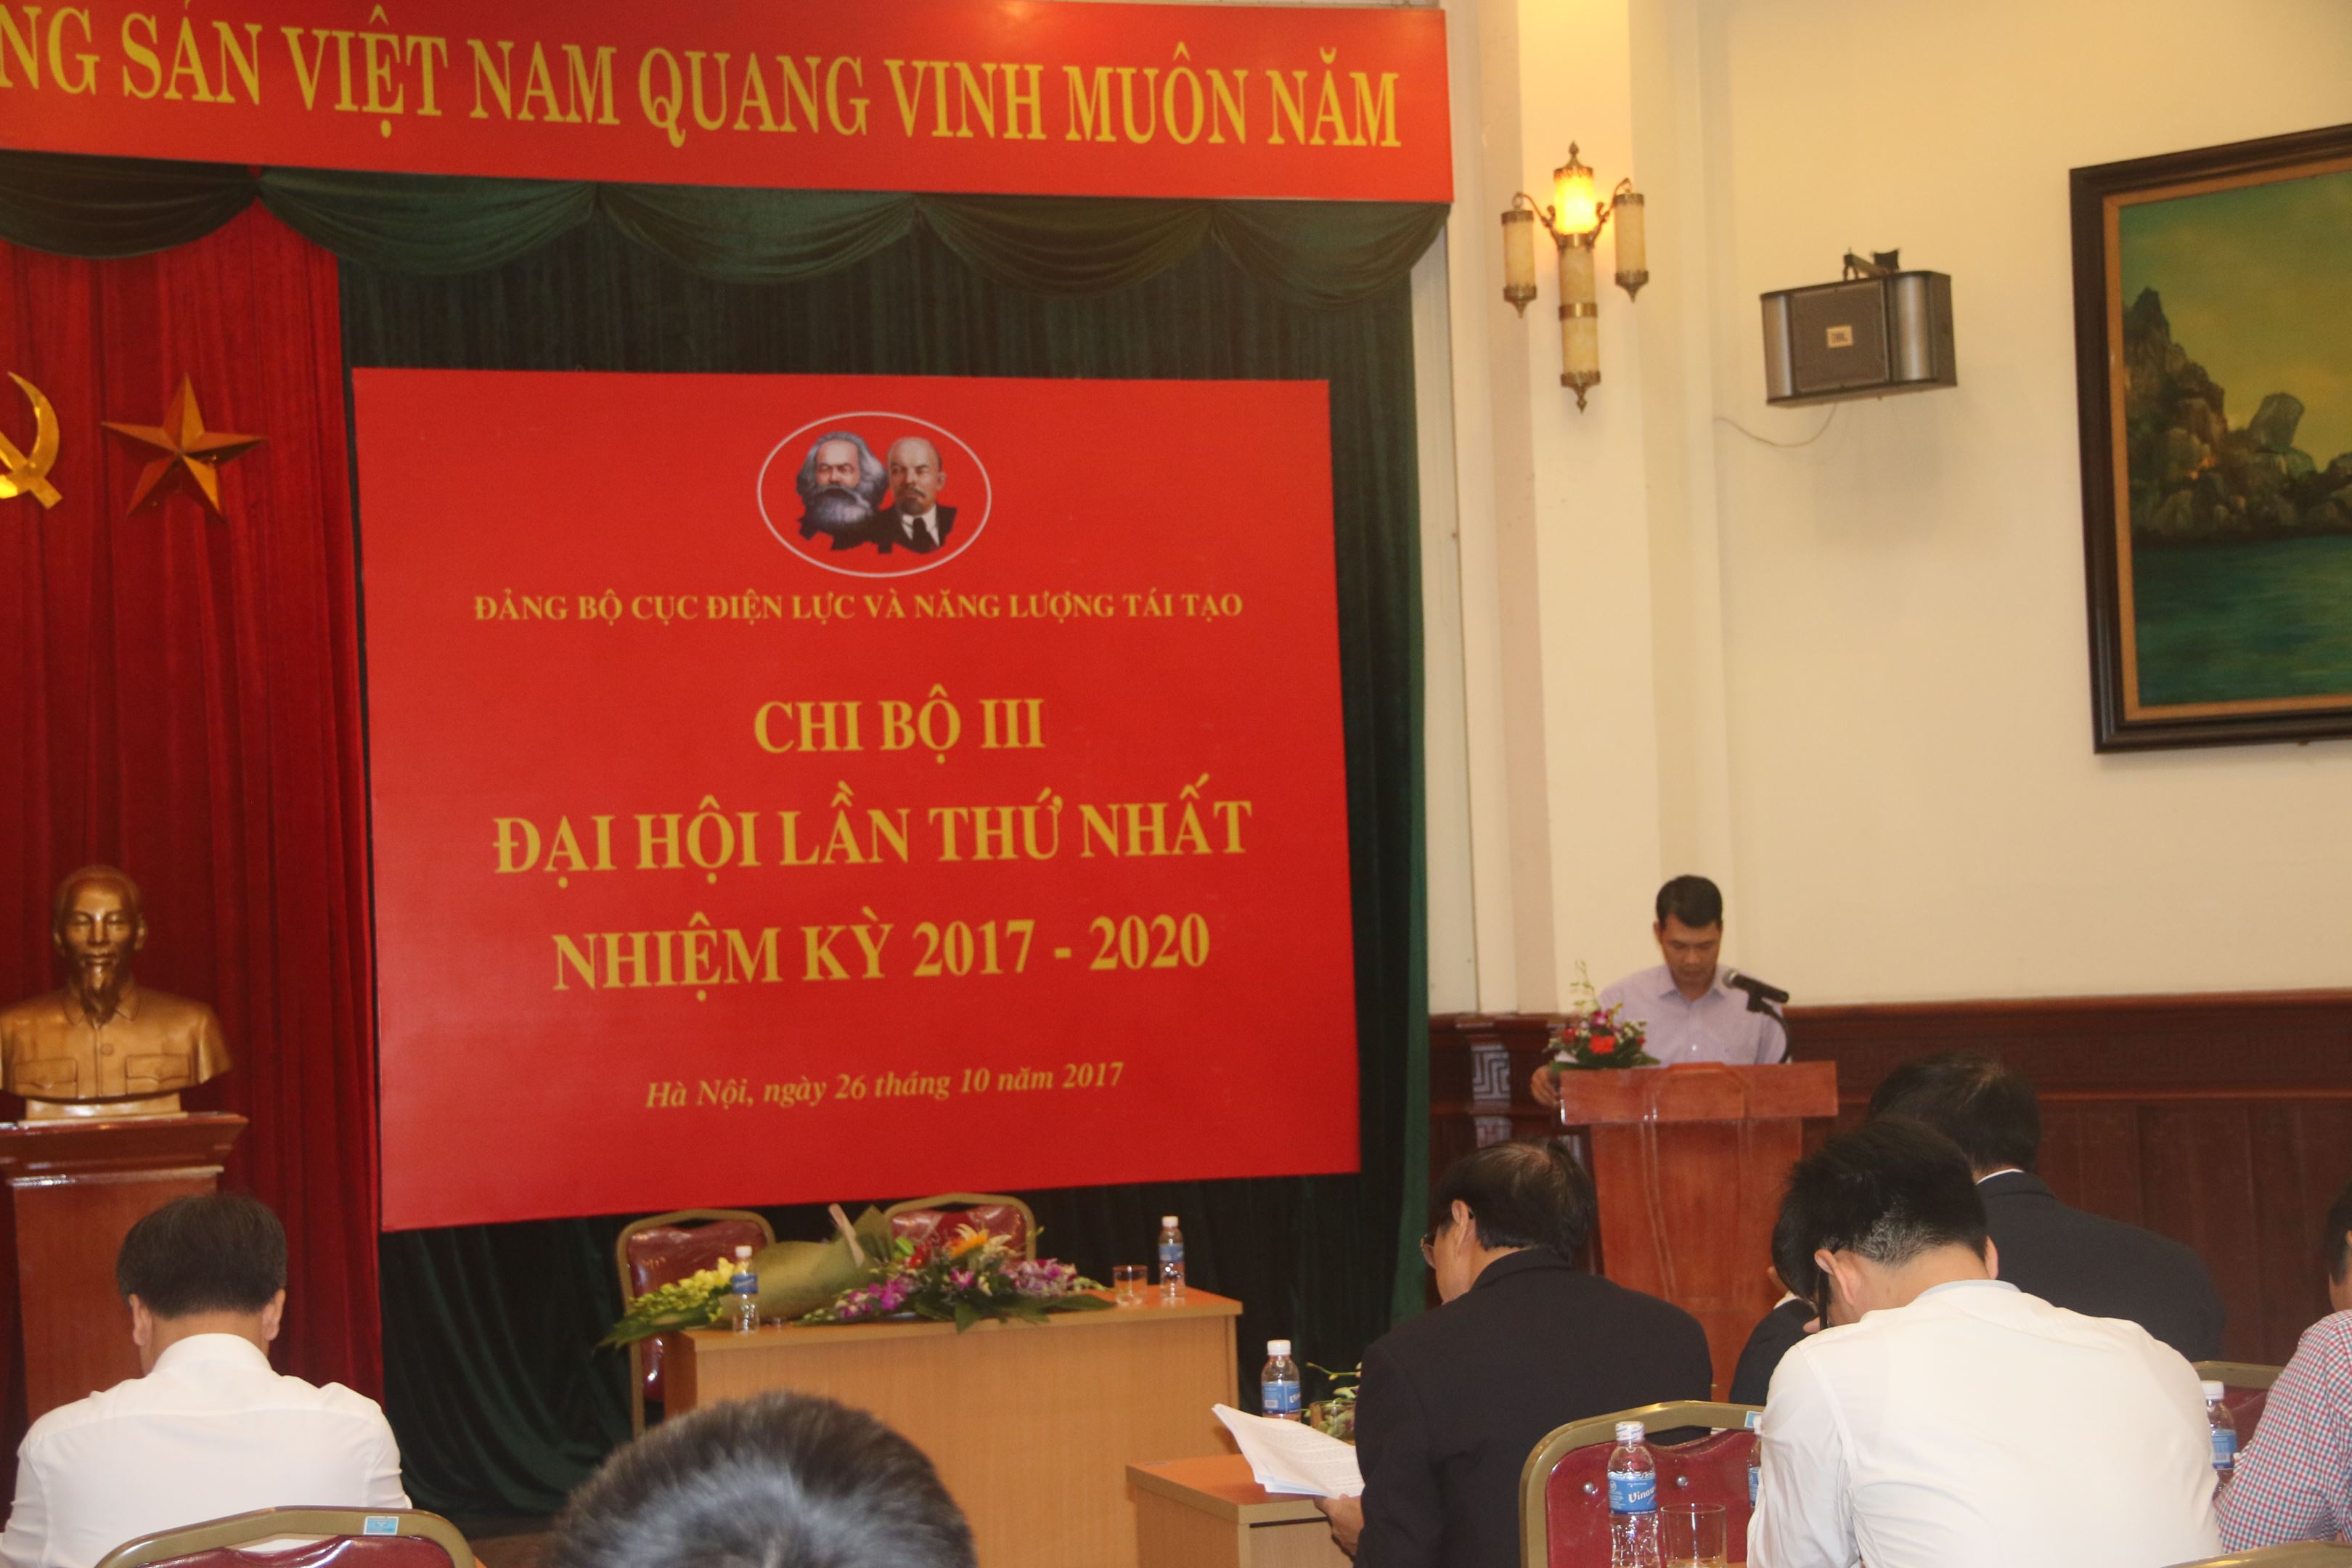 NG SẢN VIỆT NAM QUANG VINH MUÔN NĂM
ĐẢNG BỘ CỤC ĐIỆN LỰC VÀ NĂNG LƯỢNG TÁI TẠO
CHI BỘ III
ĐẠI HỘI LẦN THỨ NHẤT
NHIỆM KỲ 2017 - 2020
Hà Nội, ngày 26 tháng 10 năm 2017
JBL